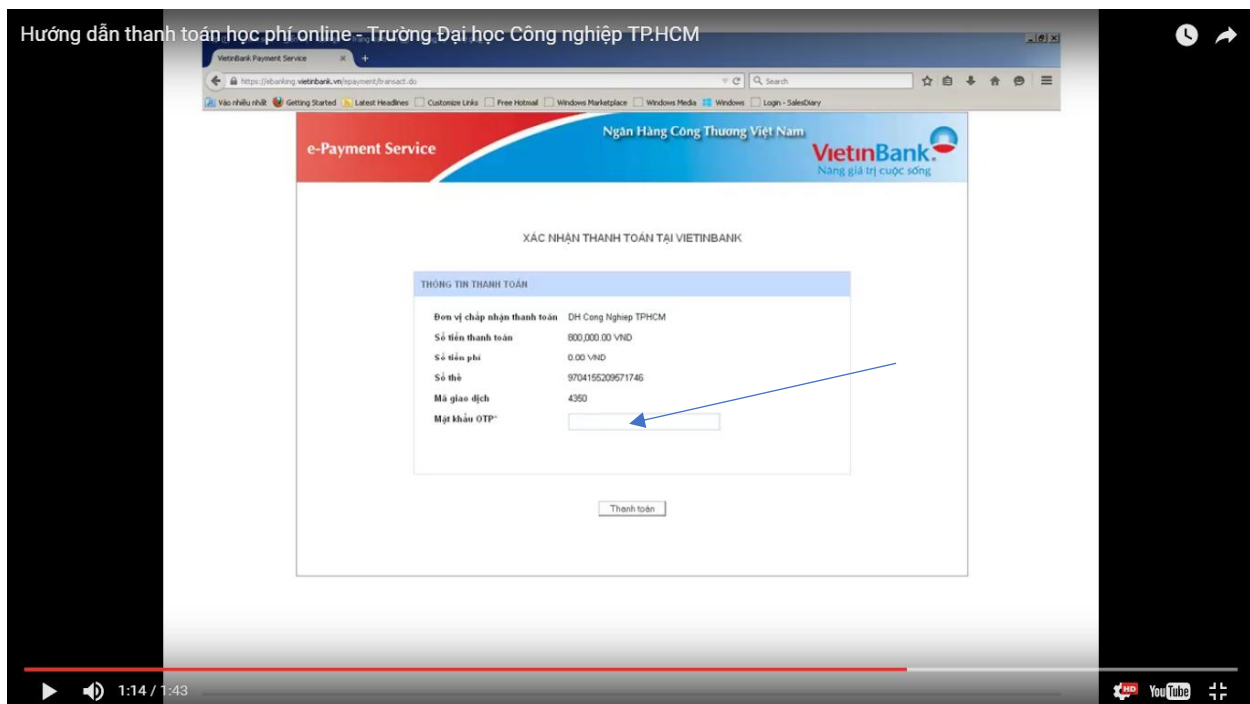 Hướng dẫn thanh toán học phí online - Trường Đại học Công nghiệp TP.HCM
VietinBank Payment Service
https://ebanking.vietinbank.vn/epayment/transact.do
Search
Vào nhiều nhất Getting Started Latest Headlines Customize Links Free Hotmail Windows Marketplace Windows Media Windows Login - SalesDiary
e-Payment Service
Ngân Hàng Công Thương Việt Nam
VietinBank
Nâng giá trị cuộc sống
XÁC NHẬN THANH TOÁN TẠI VIETINBANK
THÔNG TIN THANH TOÁN
Đơn vị chấp nhận thanh toán DH Cong Nghiep TPHCM
Số tiền thanh toán 800,000.00 VND
Số tiền phí 0.00 VND
Số thẻ 9704155209571746
Mã giao dịch 4350
Mật khẩu OTP*
Thanh toán
1:14 / 1:43
HD YouTube